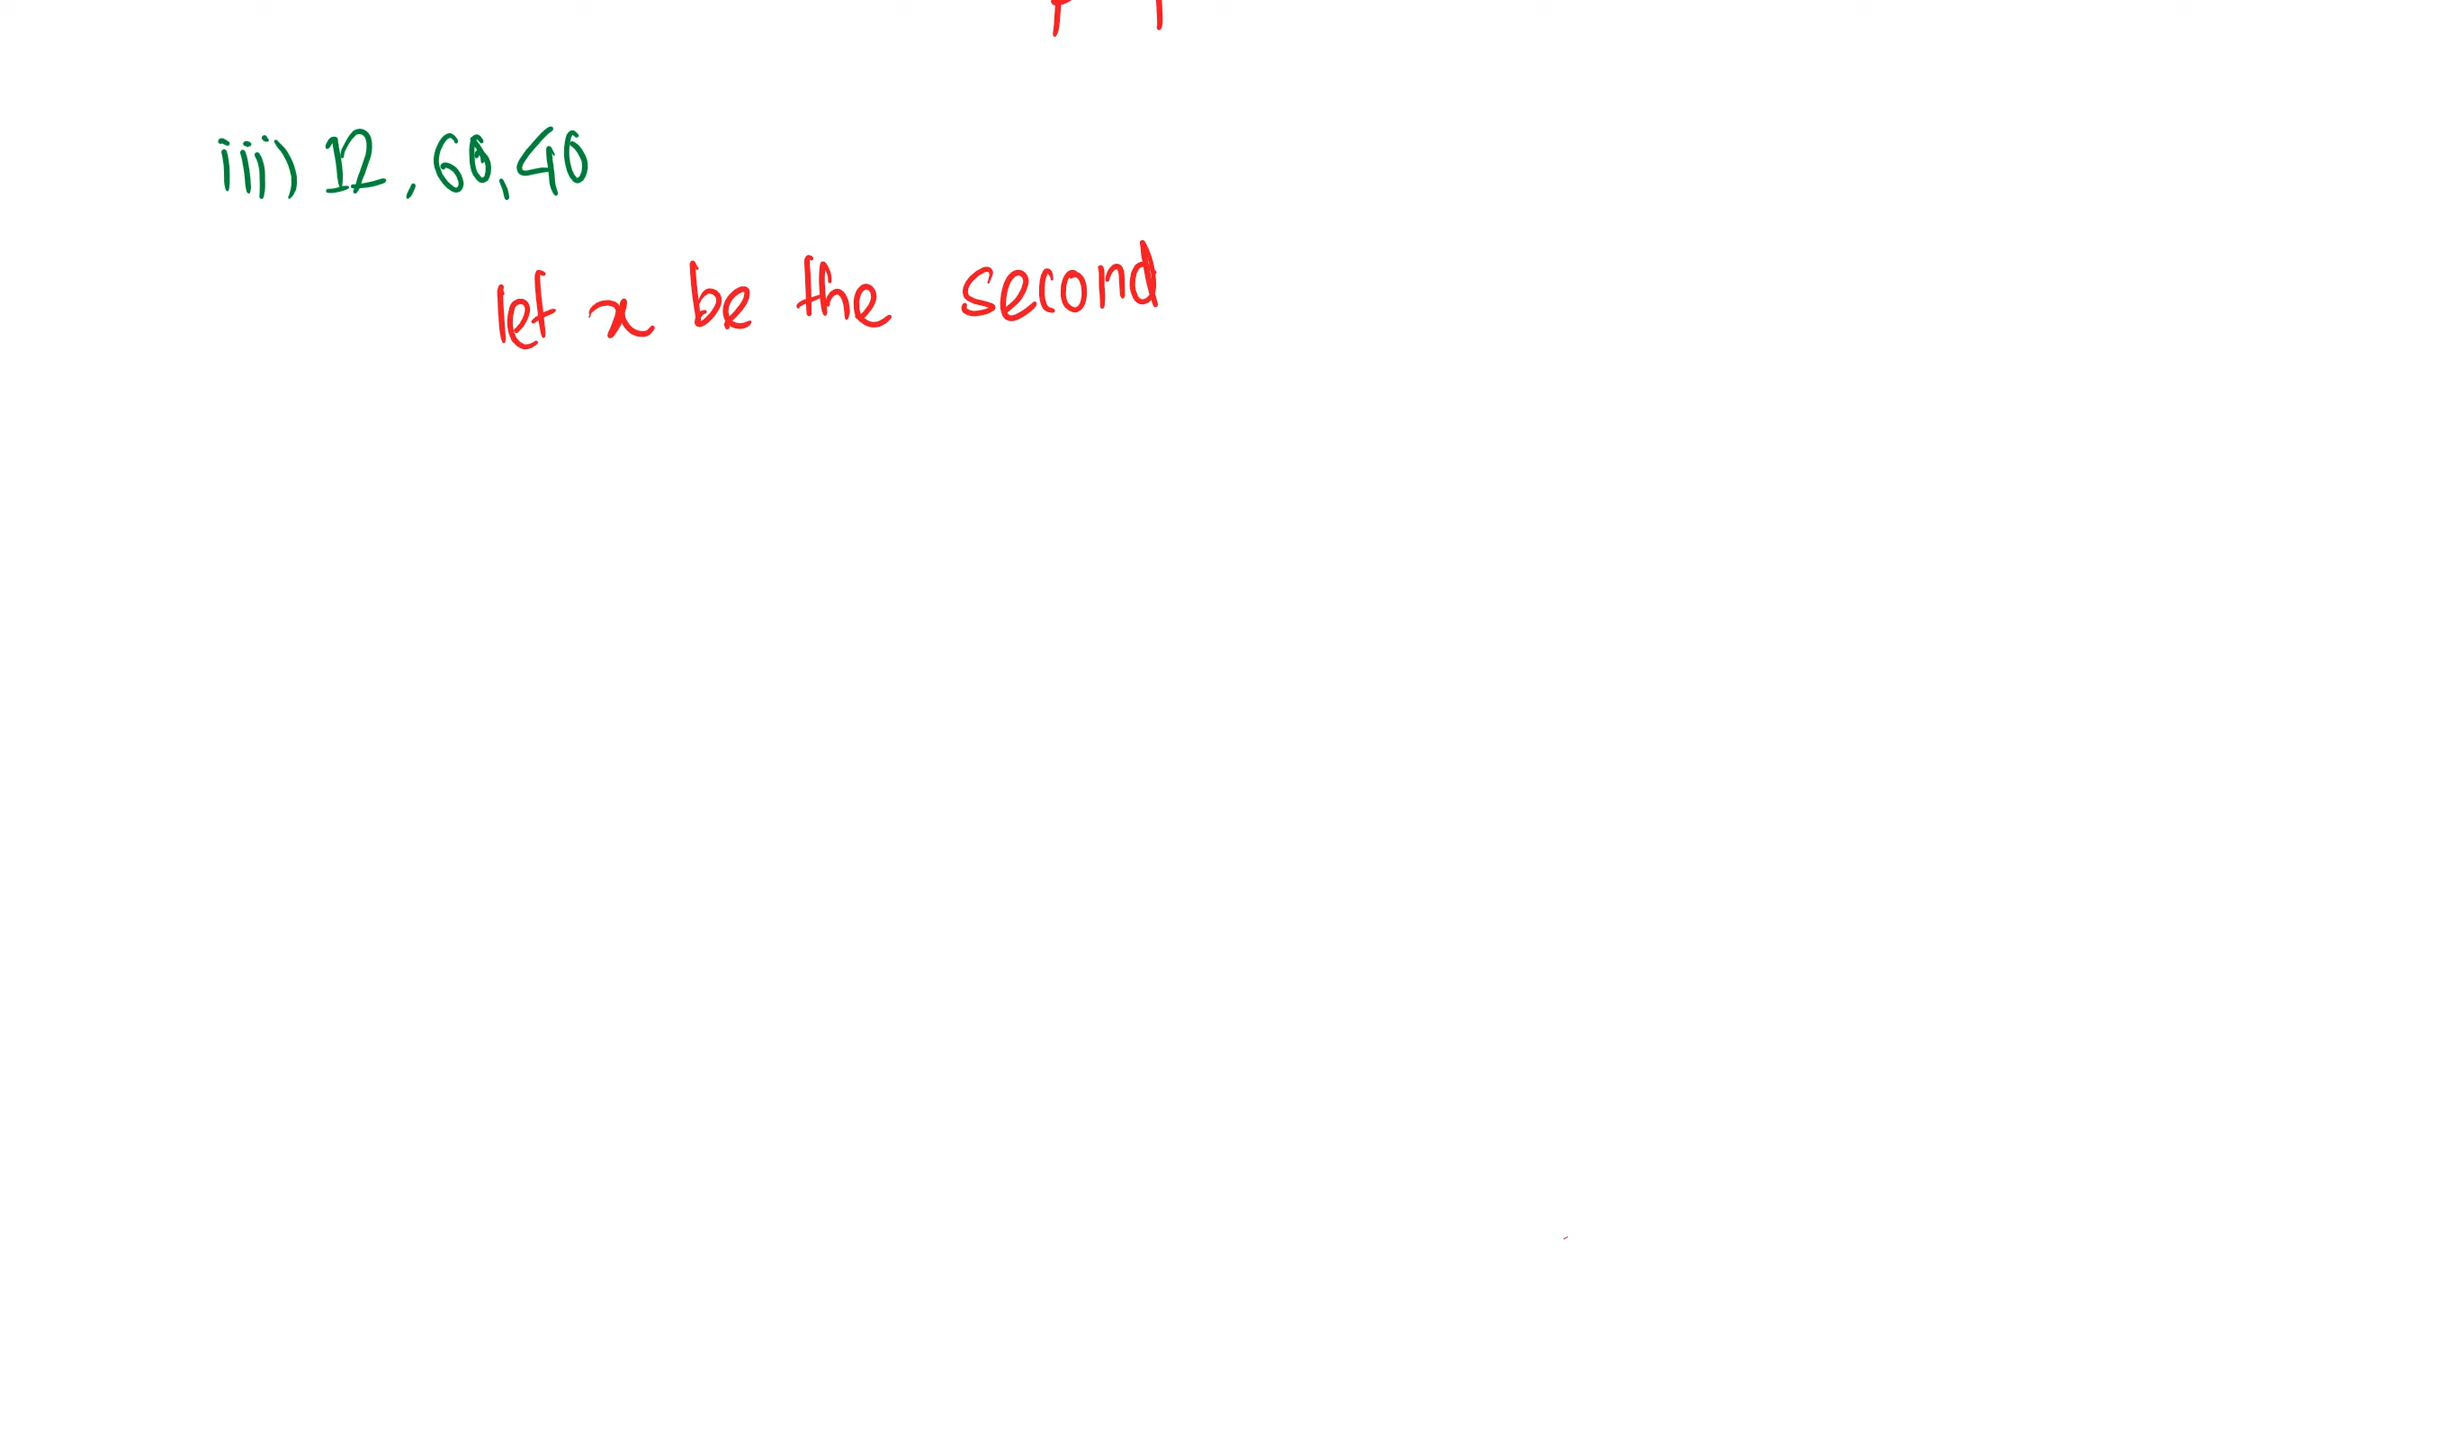 iii) 12, 60, 40
let x be the second